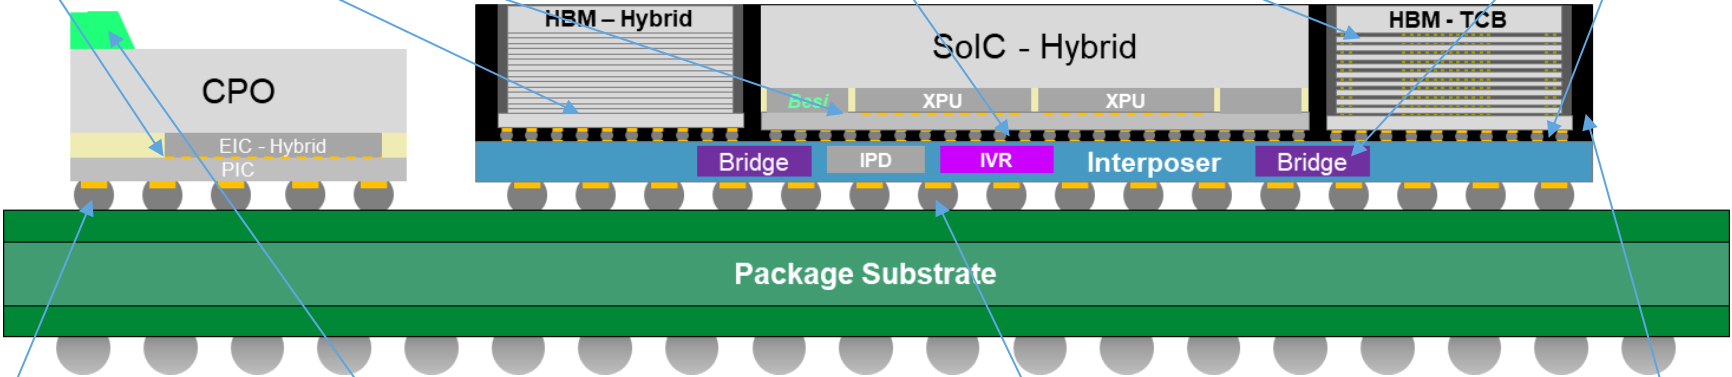 HBM – Hybrid
HBM - TCB
SoIC - Hybrid
CPO
Besi
XPU
XPU
EIC - Hybrid
PIC
Bridge
IPD
IVR
Interposer
Bridge
Package Substrate